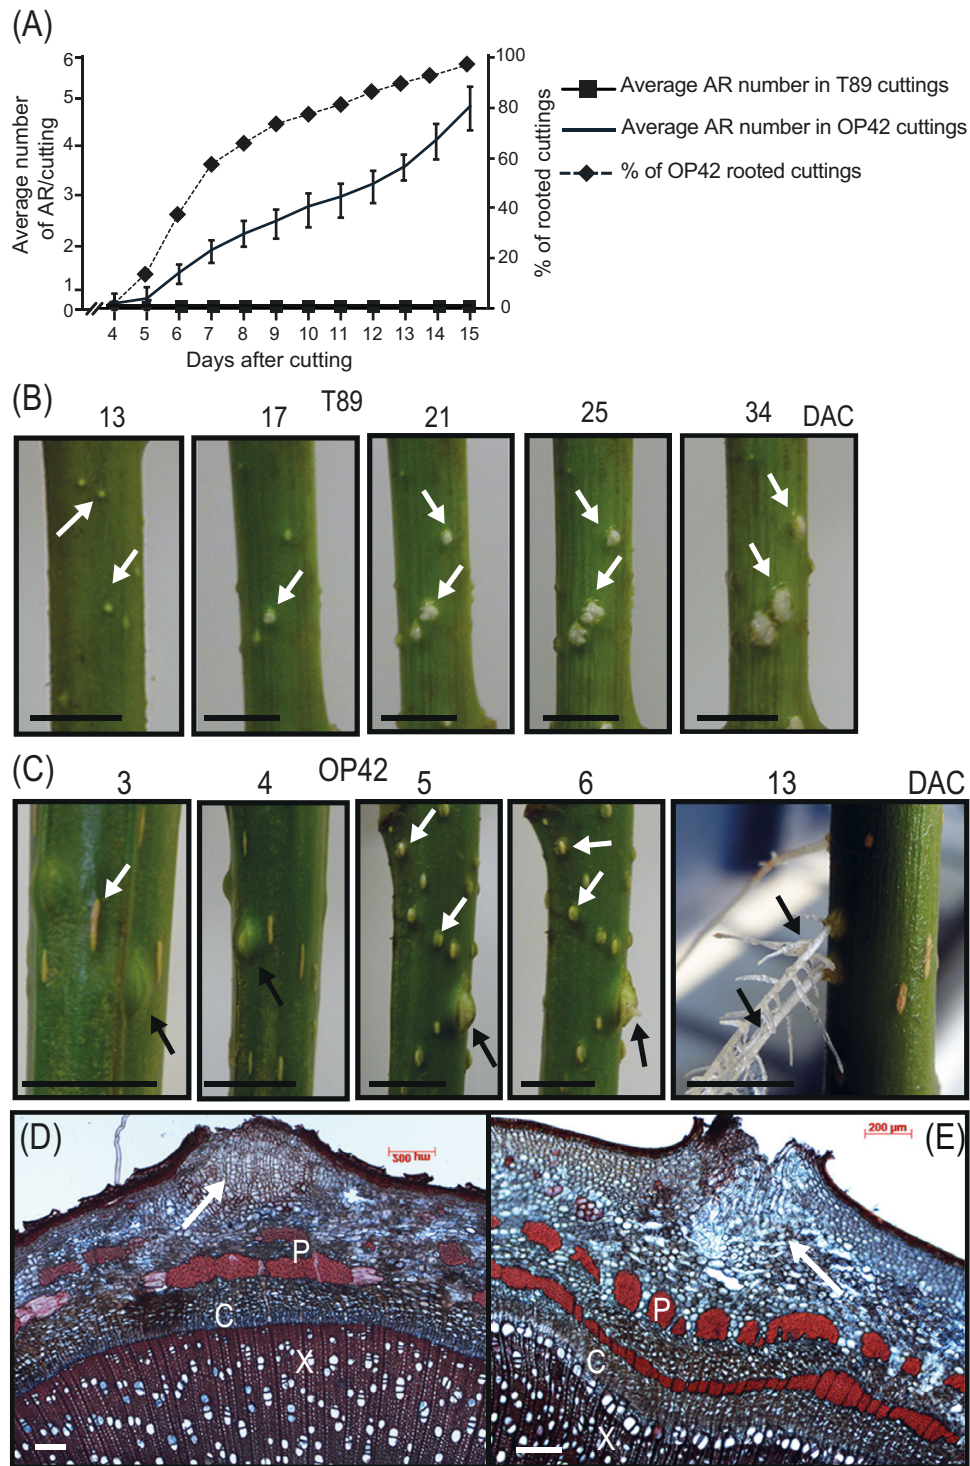 (A)
6
5
4
3
2
1
0
Average number
of AR/cutting
100
80
60
40
20
0
% of rooted cuttings
4 5 6 7 8 9 10 11 12 13 14 15
Days after cutting
Average AR number in T89 cuttings
Average AR number in OP42 cuttings
% of OP42 rooted cuttings
(B)
T89
13 17 21 25 34 DAC
(C)
OP42
3 4 5 6 13 DAC
(D)
200 µm
P
C
X
(E)
200 µm
P
C
X